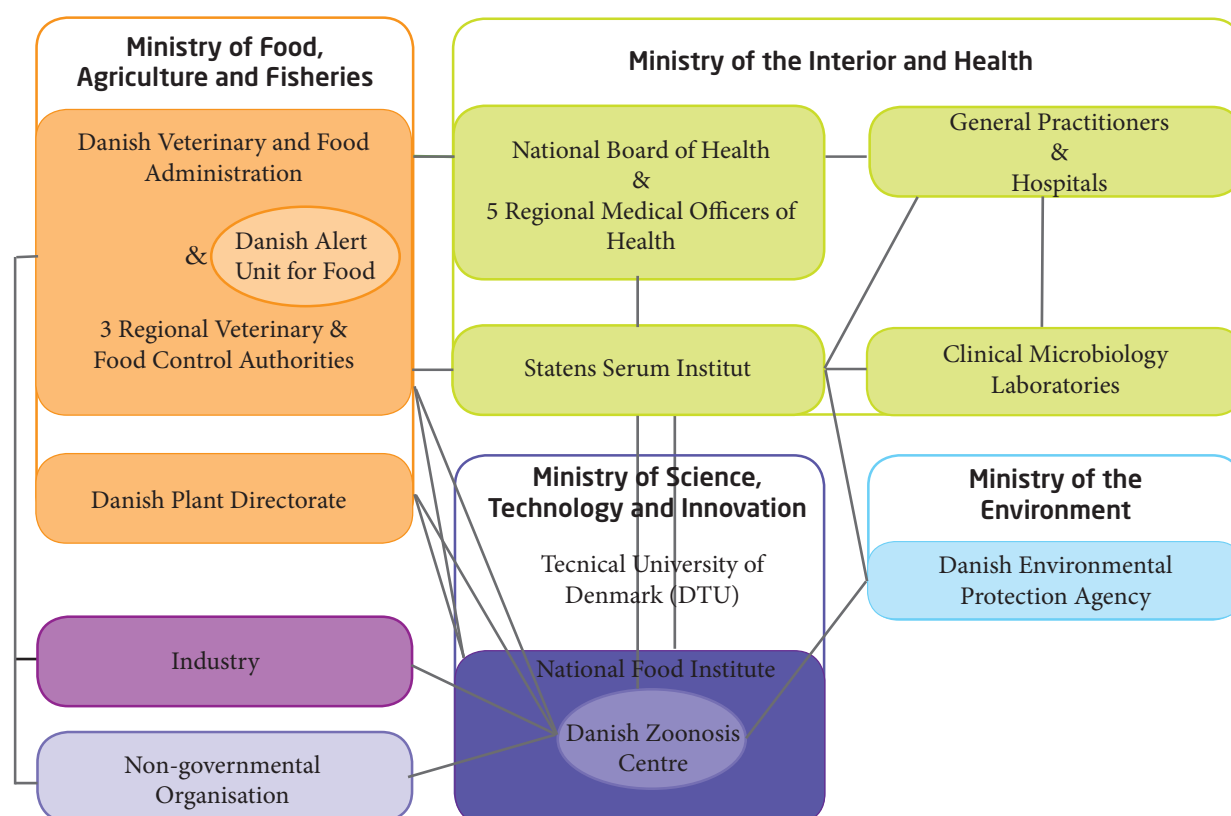 Ministry of Food,
Agriculture and Fisheries
Danish Veterinary and Food
Administration
&
Danish Alert
Unit for Food
3 Regional Veterinary &
Food Control Authorities
Danish Plant Directorate
Industry
Non-governmental
Organisation
Ministry of the Interior and Health
National Board of Health
&
5 Regional Medical Officers of
Health
General Practitioners
&
Hospitals
Statens Serum Institut
Clinical Microbiology
Laboratories
Ministry of Science,
Technology and Innovation
Tecnical University of
Denmark (DTU)
National Food Institute
Danish Zoonosis
Centre
Ministry of the
Environment
Danish Environmental
Protection Agency